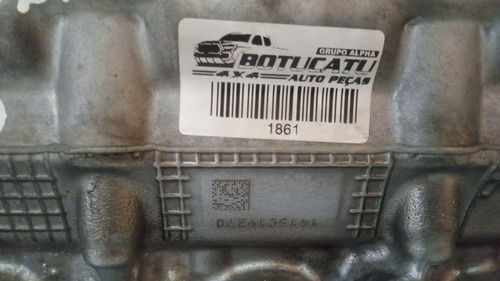 GRUPO ALPHA
BOTUCATU
4X4 AUTO PEÇAS
1861